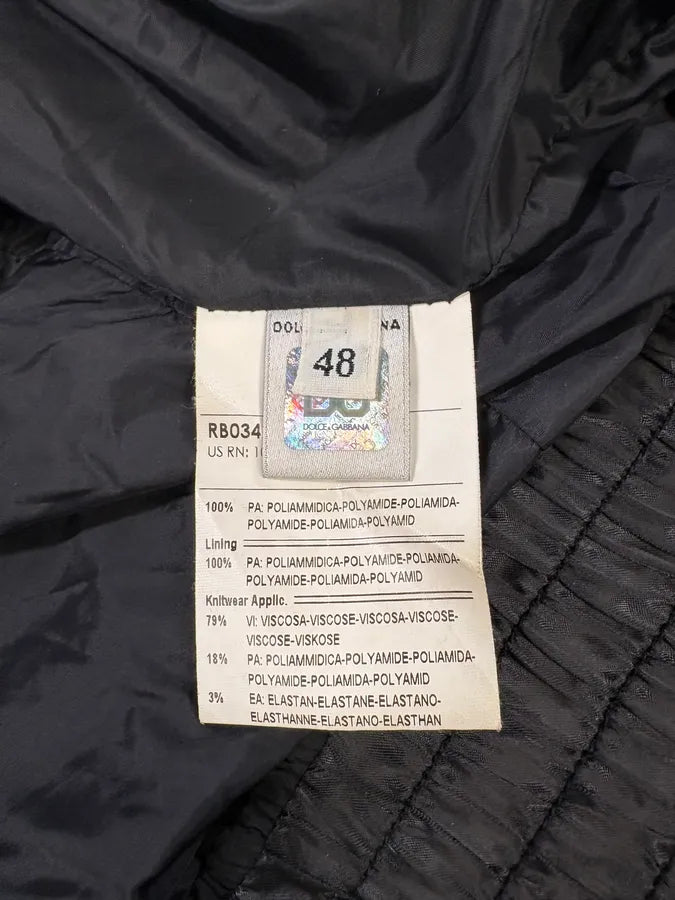 DOL NA
48
DOLCE&GABBANA
RB034
US RN: 1
100% PA: POLIAMMIDICA-POLYAMIDE-POLIAMIDA-
POLYAMIDE-POLIAMIDA-POLYAMID
Lining
100% PA: POLIAMMIDICA-POLYAMIDE-POLIAMIDA-
POLYAMIDE-POLIAMIDA-POLYAMID
Knitwear Applic.
79% VI: VISCOSA-VISCOSE-VISCOSA-VISCOSE-
VISCOSE-VISKOSE
18% PA: POLIAMMIDICA-POLYAMIDE-POLIAMIDA-
POLYAMIDE-POLIAMIDA-POLYAMID
3% EA: ELASTAN-ELASTANE-ELASTANO-
ELASTHANNE-ELASTANO-ELASTHAN